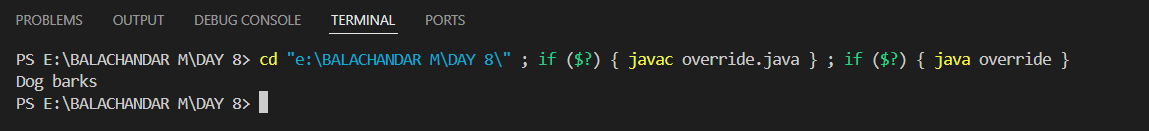 PROBLEMS OUTPUT DEBUG CONSOLE TERMINAL PORTS
PS E:\BALACHANDAR M\DAY 8> cd "e:\BALACHANDAR M\DAY 8\" ; if ($?) { javac override.java } ; if ($?) { java override }
Dog barks
PS E:\BALACHANDAR M\DAY 8>